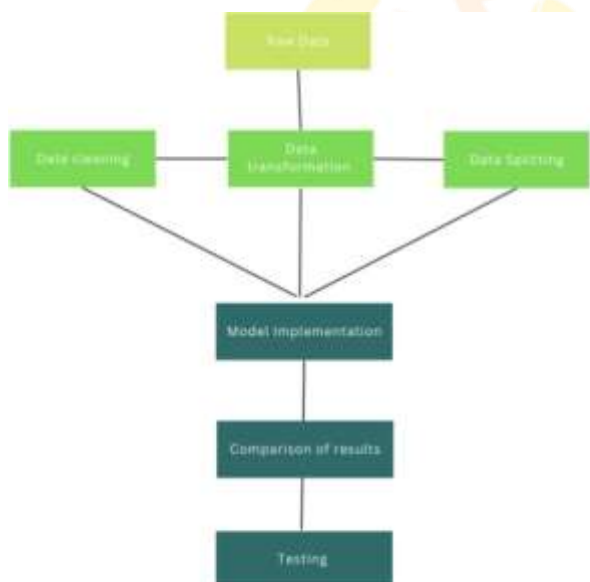 Raw Data
Data cleaning
Data
transformation
Data Splitting
Model Implementation
Comparison of results
Testing